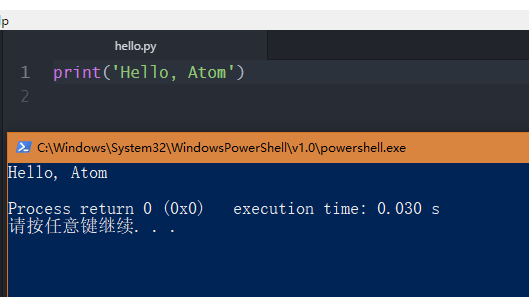 lp
hello.py
1 print('Hello, Atom')
2
C:\Windows\System32\WindowsPowerShell\v1.0\powershell.exe
Hello, Atom
Process return 0 (0x0)   execution time: 0.030 s
请按任意键继续. . .